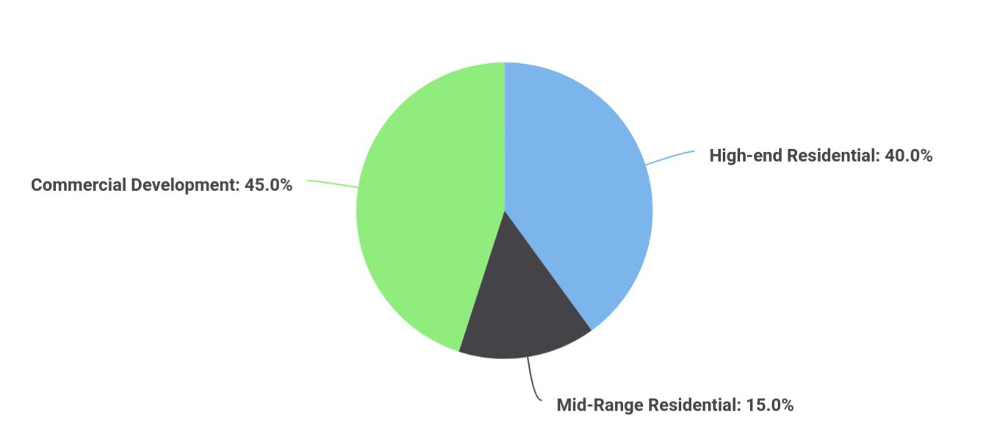 High-end Residential: 40.0%
Commercial Development: 45.0%
Mid-Range Residential: 15.0%